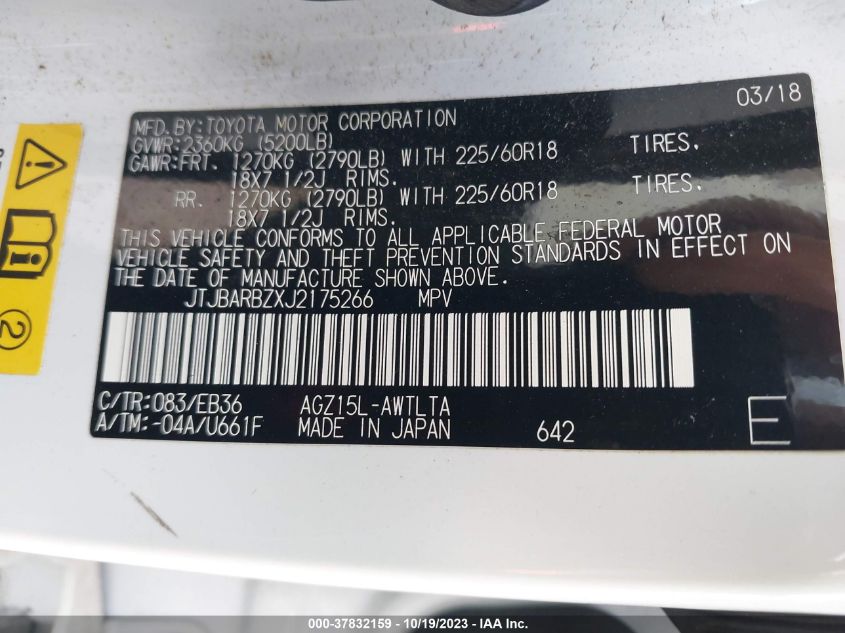 03/18
MFD.BY:TOYOTA MOTOR CORPORATION
GVWR:2360KG (5200LB)
GAWR:FRT. 1270KG (2790LB) WITH 225/60R18 TIRES.
18X7 1/2J RIMS.
RR. 1270KG (2790LB) WITH 225/60R18 TIRES.
18X7 1/2J RIMS.
THIS VEHICLE CONFORMS TO ALL APPLICABLE FEDERAL MOTOR
VEHICLE SAFETY AND THEFT PREVENTION STANDARDS IN EFFECT ON
THE DATE OF MANUFACTURE SHOWN ABOVE.
JTJBARBZXJ2175266 MPV
C/TR:083/EB36 AGZ15L-AWTLTA
A/TM:-04A/U661F MADE IN JAPAN 642 E
2
000-37832159 - 10/19/2023 - IAA Inc.